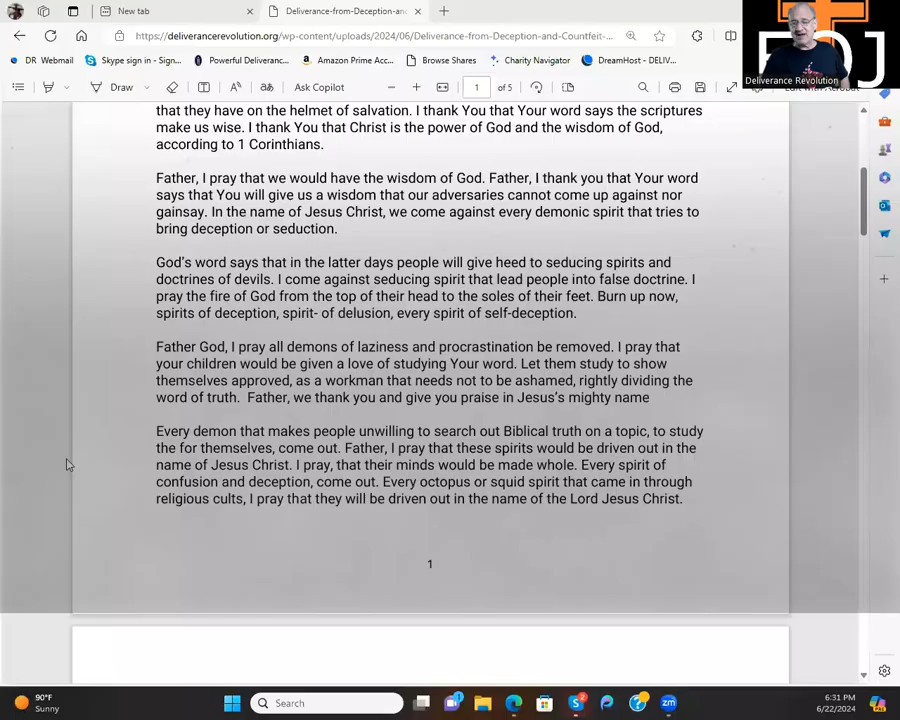 New tab
Deliverance-from-Deception-anc
https://deliverancerevolution.org/wp-content/uploads/2024/06/Deliverance-from-Deception-and-Countfeit-...
DR Webmail
Skype sign in - Sign...
Powerful Deliveranc...
Amazon Prime Acc...
Browse Shares
Charity Navigator
DreamHost - DELIV...
Deliverance Revolution
Draw
Ask Copilot
1
of 5
that they have on the helmet of salvation. I thank You that Your word says the scriptures
make us wise. I thank You that Christ is the power of God and the wisdom of God,
according to 1 Corinthians.
Father, I pray that we would have the wisdom of God. Father, I thank you that Your word
says that You will give us a wisdom that our adversaries cannot come up against nor
gainsay. In the name of Jesus Christ, we come against every demonic spirit that tries to
bring deception or seduction.
God's word says that in the latter days people will give heed to seducing spirits and
doctrines of devils. I come against seducing spirit that lead people into false doctrine. I
pray the fire of God from the top of their head to the soles of their feet. Burn up now,
spirits of deception, spirit- of delusion, every spirit of self-deception.
Father God, I pray all demons of laziness and procrastination be removed. I pray that
your children would be given a love of studying Your word. Let them study to show
themselves approved, as a workman that needs not to be ashamed, rightly dividing the
word of truth.  Father, we thank you and give you praise in Jesus's mighty name
Every demon that makes people unwilling to search out Biblical truth on a topic, to study
the for themselves, come out. Father, I pray that these spirits would be driven out in the
name of Jesus Christ. I pray, that their minds would be made whole. Every spirit of
confusion and deception, come out. Every octopus or squid spirit that came in through
religious cults, I pray that they will be driven out in the name of the Lord Jesus Christ.
1
90°F
Sunny
Search
zm
6:31 PM
6/22/2024